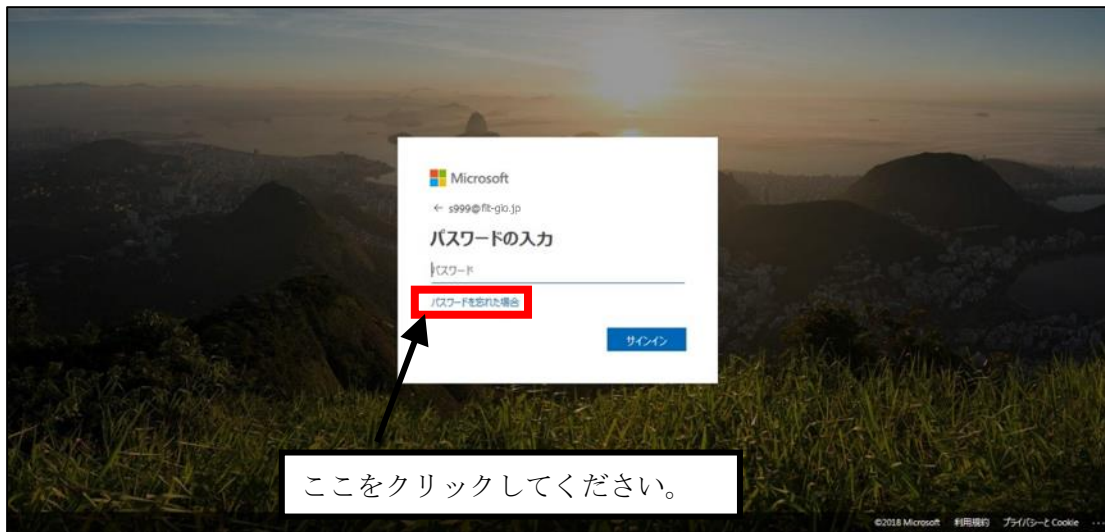 Microsoft
← s999@fit-gio.jp
パスワードの入力
パスワード
パスワードを忘れた場合
サインイン
ここをクリックしてください。
©2018 Microsoft 利用規約 プライバシーと Cookie ...